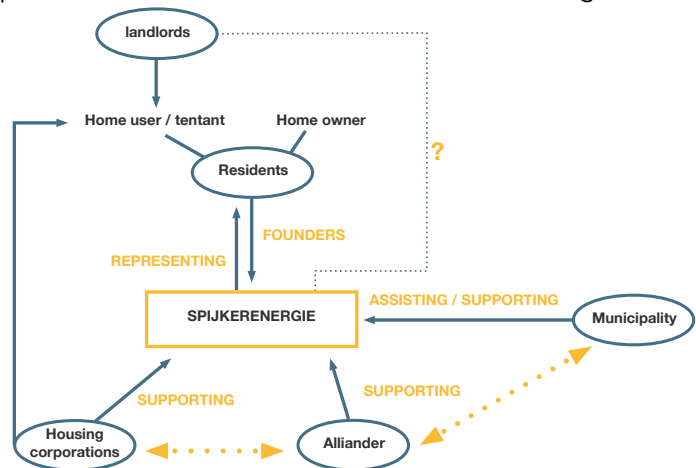 landlords
Home user / tentant
Home owner
?
Residents
FOUNDERS
REPRESENTING
ASSISTING / SUPPORTING
SPIJKERENERGIE
Municipality
SUPPORTING
SUPPORTING
Housing
corporations
Alliander